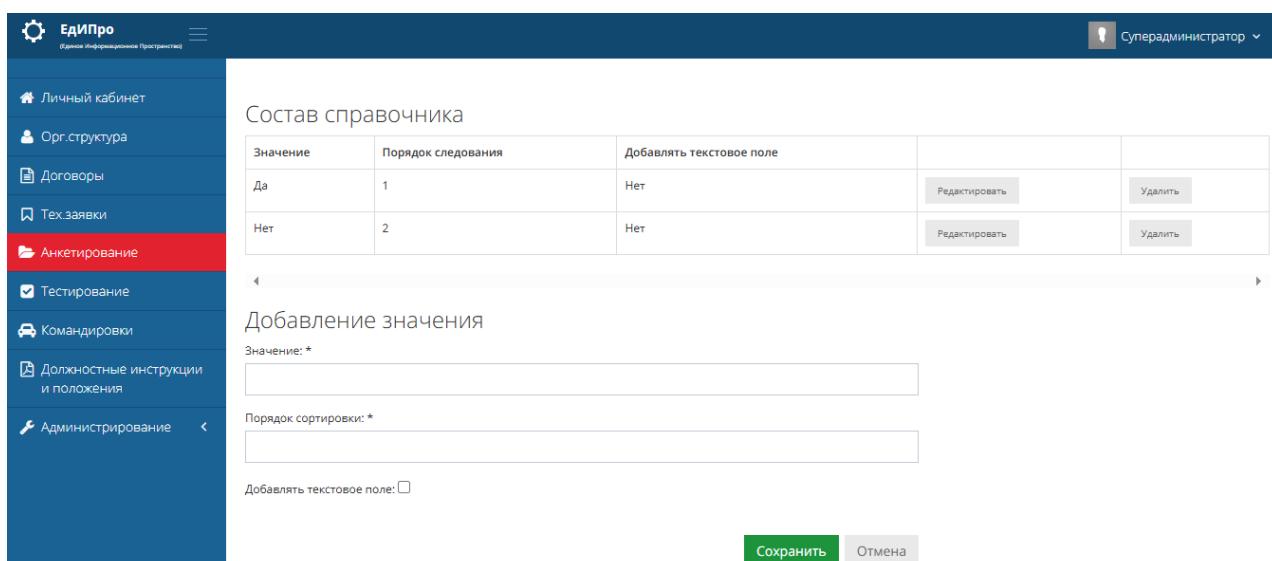 ЕдИПро
(Единое Информационное Пространство)
Суперадминистратор
Личный кабинет
Орг.структура
Договоры
Тех.заявки
Анкетирование
Тестирование
Командировки
Должностные инструкции
и положения
Администрирование
Состав справочника
Значение Порядок следования Добавлять текстовое поле
Да 1 Нет Редактировать Удалить
Нет 2 Нет Редактировать Удалить
Добавление значения
Значение: *
Порядок сортировки: *
Добавлять текстовое поле:
Сохранить Отмена